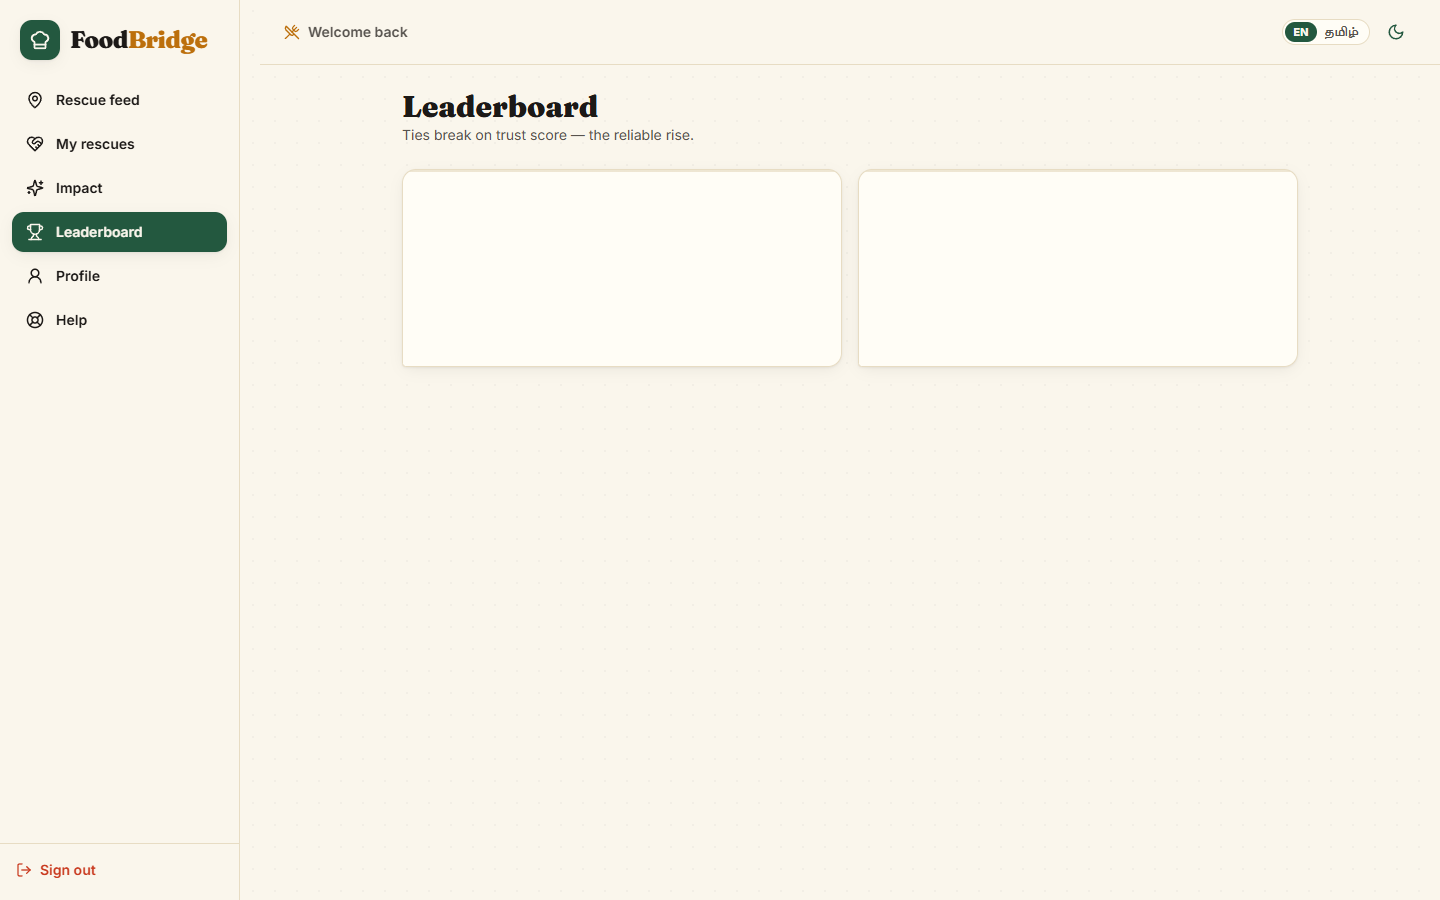 FoodBridge
Rescue feed
My rescues
Impact
Leaderboard
Profile
Help
Sign out
Welcome back
EN தமிழ்
Leaderboard
Ties break on trust score — the reliable rise.